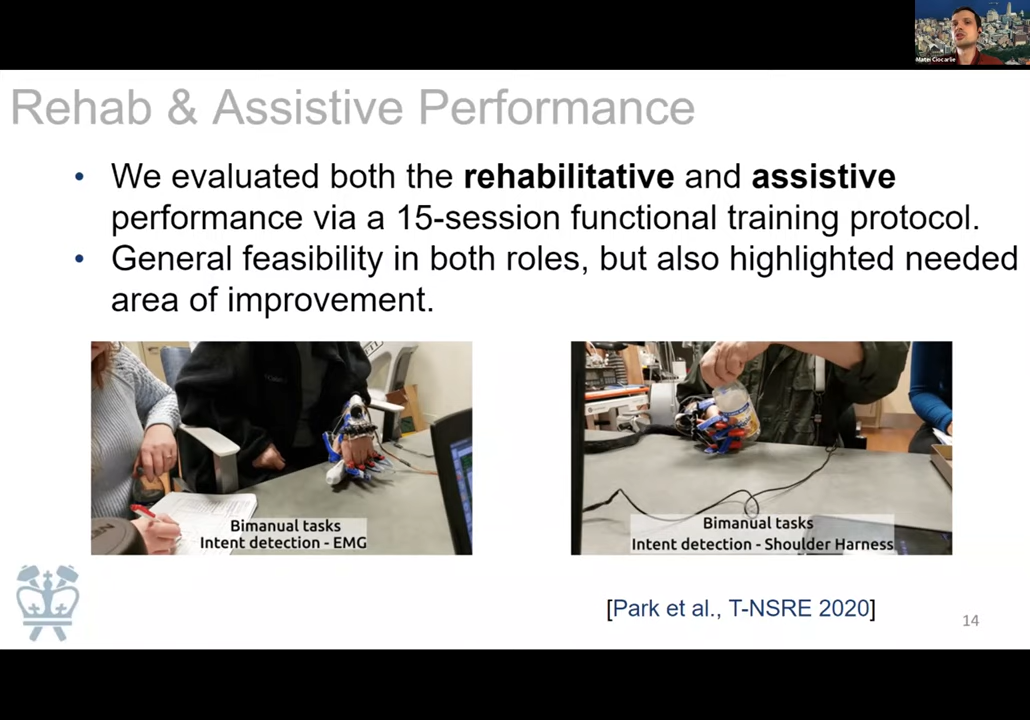 Matei Ciocarlie
Rehab & Assistive Performance
• We evaluated both the rehabilitative and assistive
performance via a 15-session functional training protocol.
• General feasibility in both roles, but also highlighted needed
area of improvement.
Bimanual tasks
Intent detection - EMG
Bimanual tasks
Intent detection - Shoulder Harness
[Park et al., T-NSRE 2020]
14